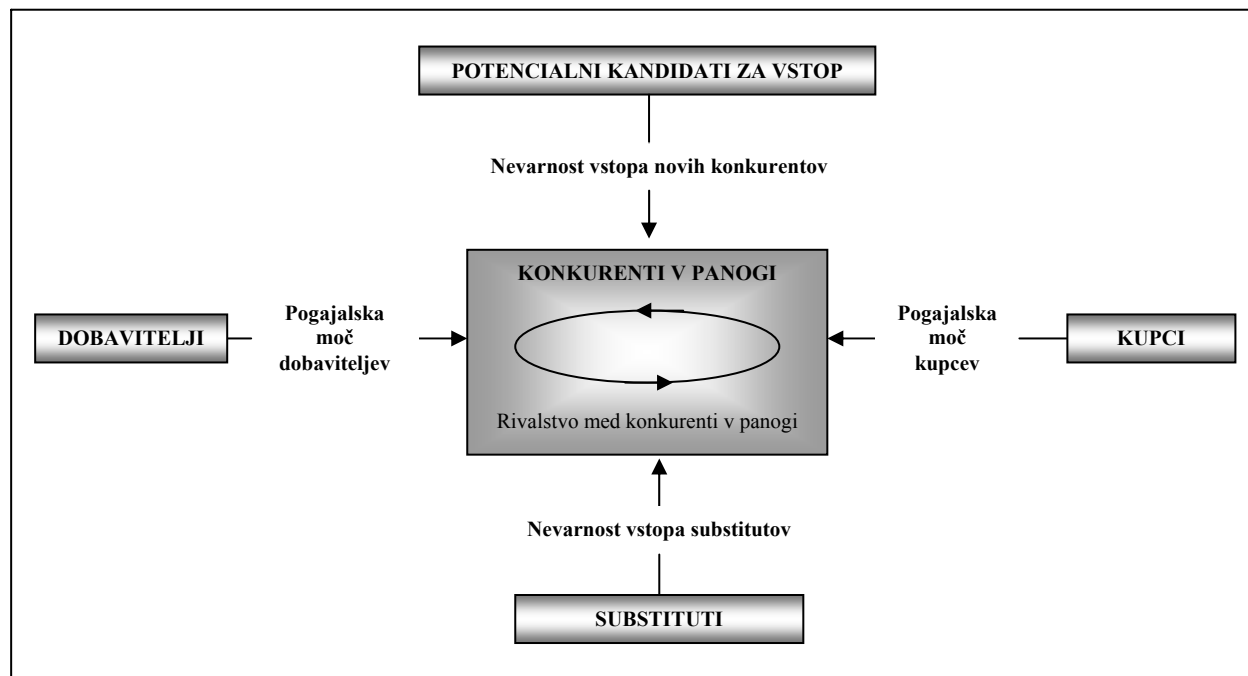 POTENCIALNI KANDIDATI ZA VSTOP
Nevarnost vstopa novih konkurentov
KONKURENTI V PANOGI
DOBAVITELJI
Pogajalska
moč
dobaviteljev
Pogajalska
moč
kupcev
KUPCI
Rivalstvo med konkurenti v panogi
Nevarnost vstopa substitutov
SUBSTITUTI